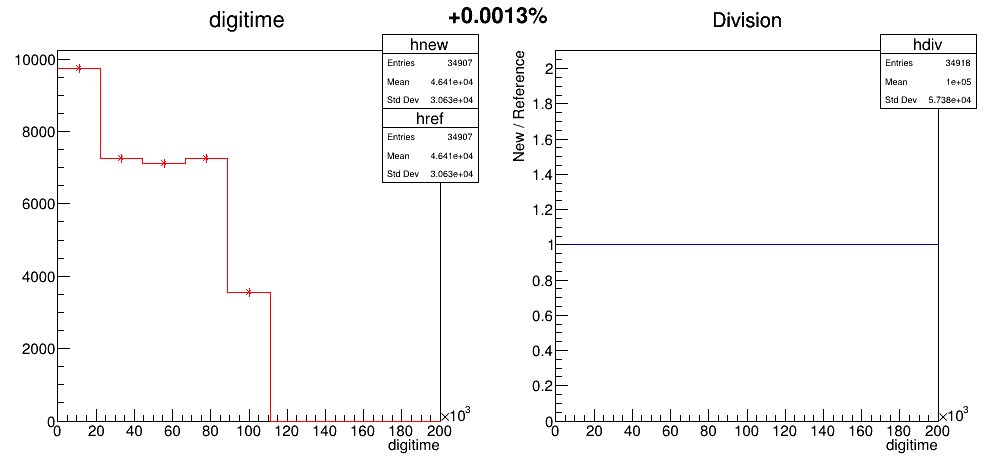 +0.0013%
digitime
hnew
Entries 34907
Mean 4.641e+04
Std Dev 3.063e+04
href
Entries 34907
Mean 4.641e+04
Std Dev 3.063e+04
10000
8000
6000
4000
2000
0
0 20 40 60 80 100 120 140 160 180 200
×10³
digitime
Division
hdiv
Entries 34918
Mean 1e+05
Std Dev 5.738e+04
New / Reference
2
1.8
1.6
1.4
1.2
1
0.8
0.6
0.4
0.2
0
0 20 40 60 80 100 120 140 160 180 200
×10³
digitime